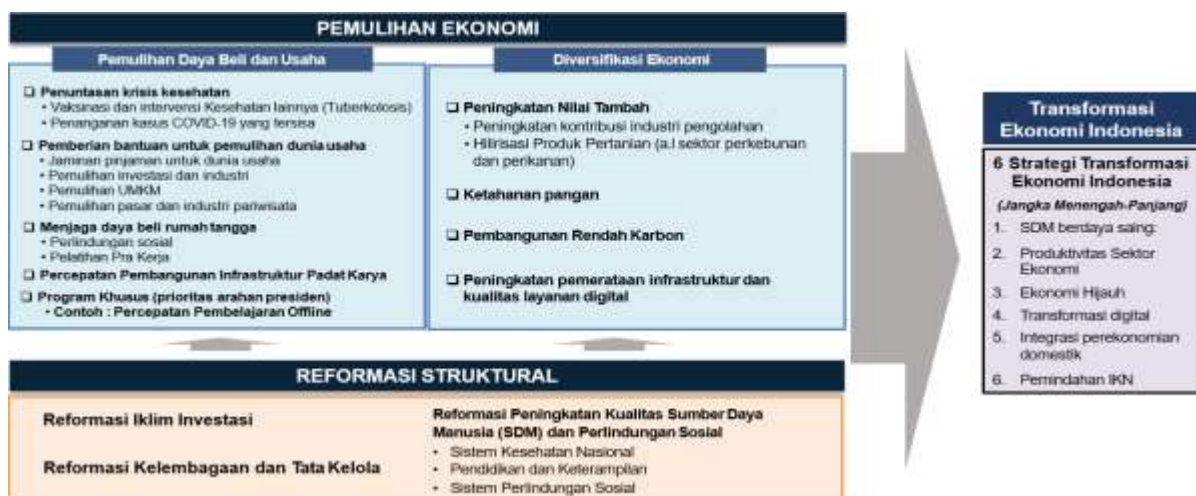 PEMULIHAN EKONOMI
Pemulihan Daya Beli dan Usaha
❑ Penuntasan krisis kesehatan
• Vaksinasi dan intervensi Kesehatan lainnya (Tuberkolosis)
• Penanganan kasus COVID-19 yang tersisa
❑ Pemberian bantuan untuk pemulihan dunia usaha
• Jaminan pinjaman untuk dunia usaha
• Pemulihan investasi dan industri
• Pemulihan UMKM
• Pemulihan pasar dan industri pariwisata
❑ Menjaga daya beli rumah tangga
• Perlindungan sosial
• Pelatihan Pra Kerja
❑ Percepatan Pembangunan Infrastruktur Padat Karya
❑ Program Khusus (prioritas arahan presiden)
• Contoh : Percepatan Pembelajaran Offline
Diversifikasi Ekonomi
❑ Peningkatan Nilai Tambah
• Peningkatan kontribusi industri pengolahan
• Hilirisasi Produk Pertanian (a.l sektor perkebunan
dan perikanan)
❑ Ketahanan pangan
❑ Pembangunan Rendah Karbon
❑ Peningkatan pemerataan infrastruktur dan
kualitas layanan digital
REFORMASI STRUKTURAL
Reformasi Iklim Investasi
Reformasi Kelembagaan dan Tata Kelola
Reformasi Peningkatan Kualitas Sumber Daya
Manusia (SDM) dan Perlindungan Sosial
• Sistem Kesehatan Nasional
• Pendidikan dan Keterampilan
• Sistem Perlindungan Sosial
Transformasi
Ekonomi Indonesia
6 Strategi Transformasi
Ekonomi Indonesia
(Jangka Menengah-Panjang)
1. SDM berdaya saing:
2. Produktivitas Sektor
Ekonomi
3. Ekonomi Hijauh
4. Transformasi digital
5. Integrasi perekonomian
domestik
6. Pemindahan IKN